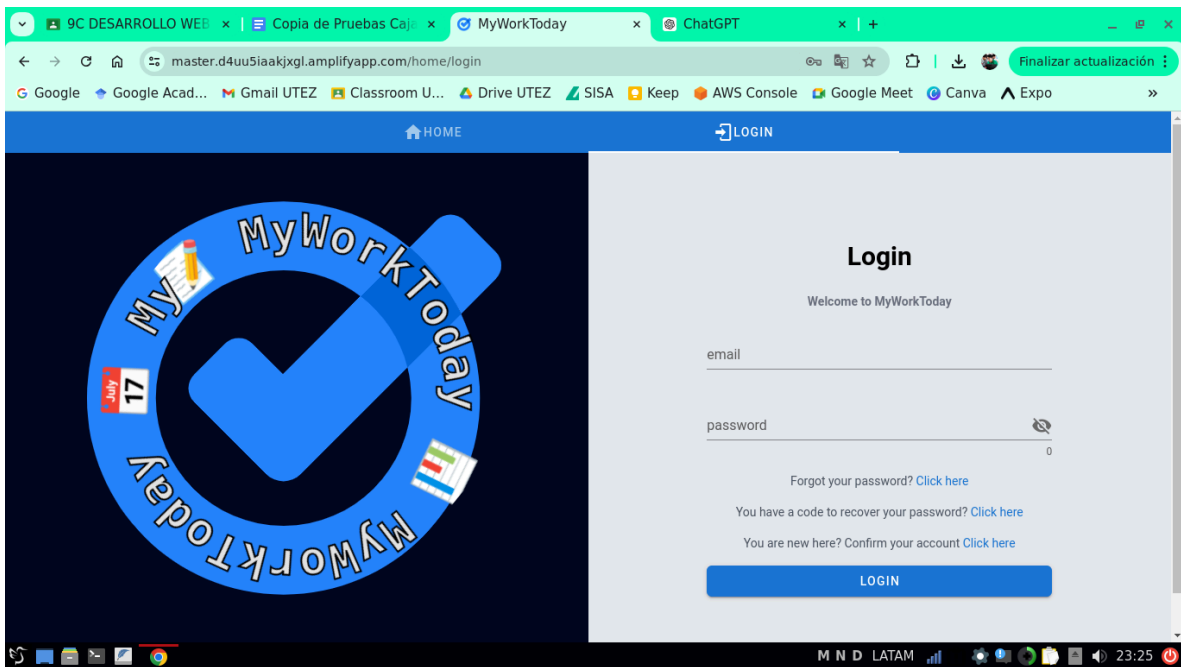 9C DESARROLLO WEB
Copia de Pruebas Caja
MyWorkToday
ChatGPT
master.d4uu5iaakjxgl.amplifyapp.com/home/login
Finalizar actualización
Google
Google Acad...
Gmail UTEZ
Classroom U...
Drive UTEZ
SISA
Keep
AWS Console
Google Meet
Canva
Expo
»
HOME
LOGIN
MyWorkToday
MyWorkToday
My
July
17
Login
Welcome to MyWorkToday
email
password
0
Forgot your password? Click here
You have a code to recover your password? Click here
You are new here? Confirm your account Click here
LOGIN
M N D LATAM
23:25